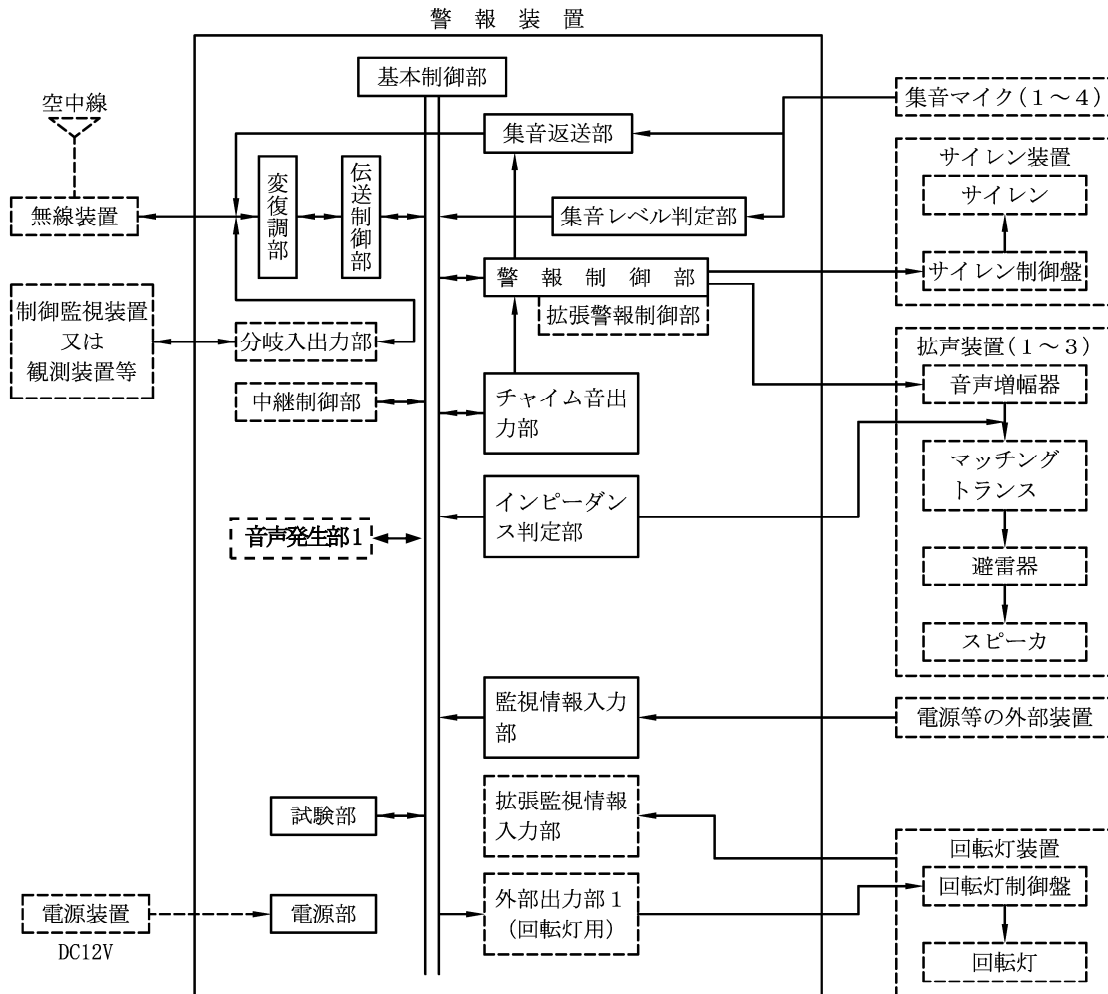 警報装置
基本制御部
空中線
集音マイク(1～4)
集音返送部
サイレン装置
サイレン
変復調部
伝送制御部
無線装置
集音レベル判定部
警報制御部
サイレン制御盤
拡張警報制御部
制御監視装置
又は
観測装置等
分岐入出力部
拡声装置(1～3)
音声増幅器
中継制御部
チャイム音出
力部
マッチング
トランス
インピーダン
ス判定部
音声発生部1
避雷器
スピーカ
監視情報入力
部
電源等の外部装置
拡張監視情報
入力部
試験部
回転灯装置
回転灯制御盤
外部出力部1
(回転灯用)
電源装置
電源部
DC12V
回転灯